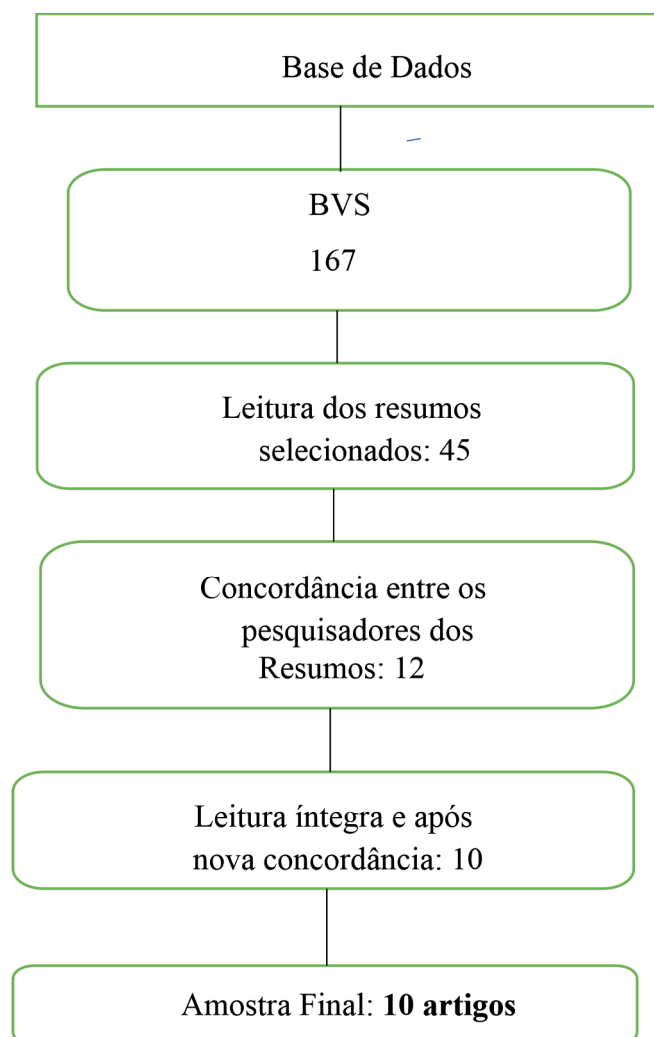 Base de Dados
BVS
167
Leitura dos resumos
selecionados: 45
Concordância entre os
pesquisadores dos
Resumos: 12
Leitura íntegra e após
nova concordância: 10
Amostra Final: 10 artigos